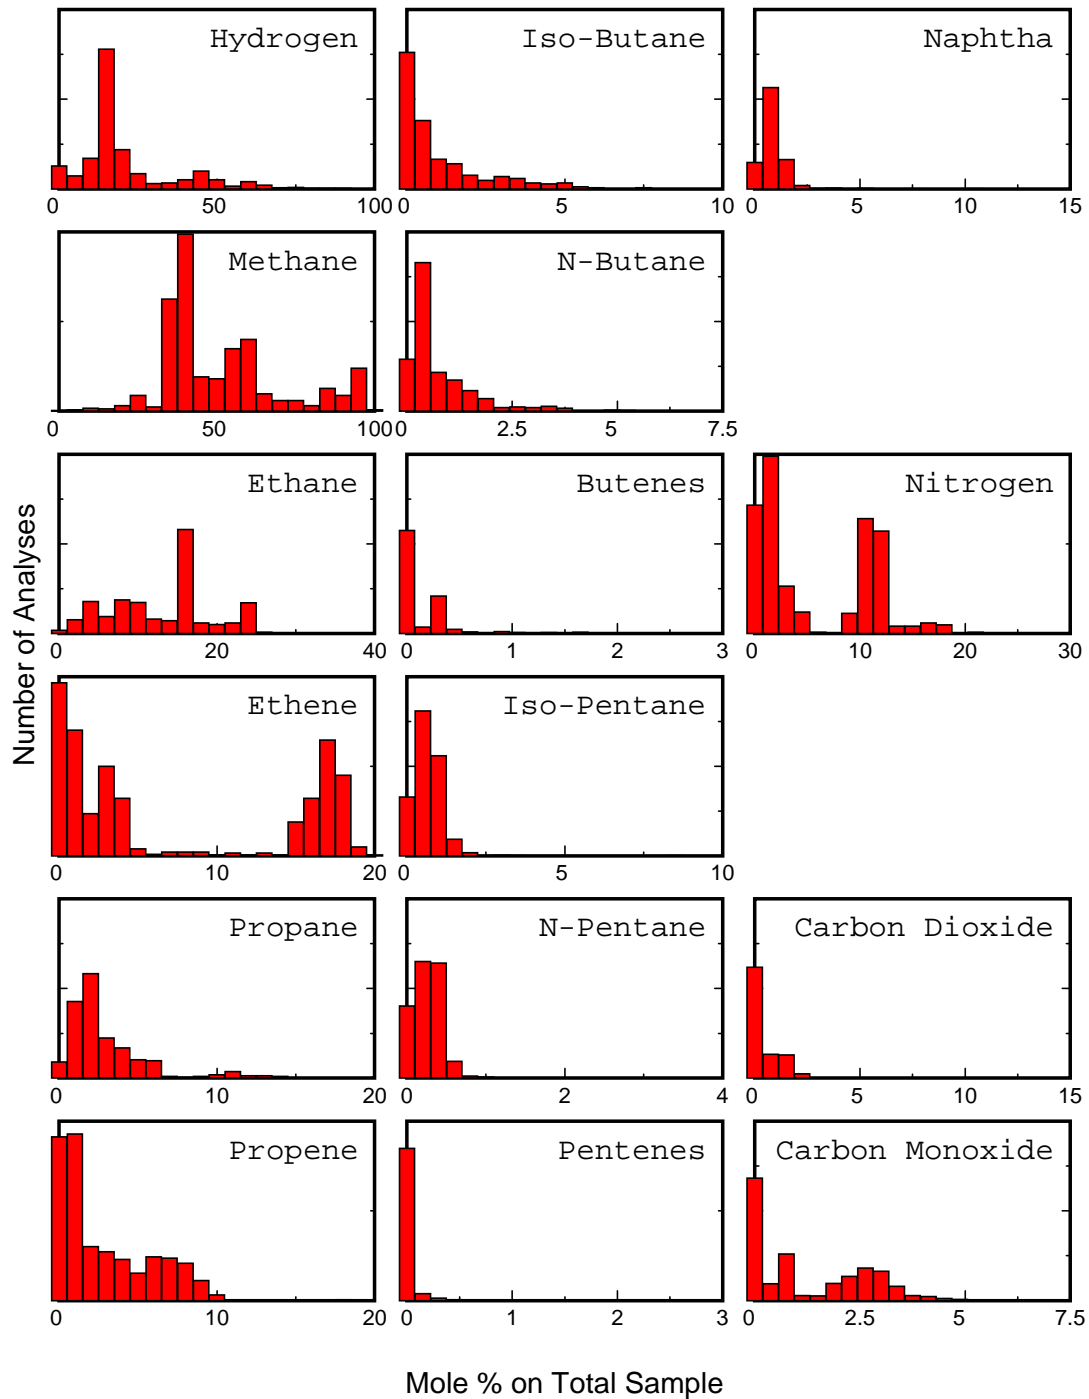 Hydrogen
0 50 100
Iso-Butane
0 5 10
Naphtha
0 5 10 15
Methane
0 50 100
N-Butane
0 2.5 5 7.5
Ethane
0 20 40
Butenes
0 1 2 3
Nitrogen
0 10 20 30
Number of Analyses
Ethene
0 10 20
Iso-Pentane
0 5 10
Propane
0 10 20
N-Pentane
0 2 4
Carbon Dioxide
0 5 10 15
Propene
0 10 20
Pentenes
0 1 2 3
Carbon Monoxide
0 2.5 5 7.5
Mole % on Total Sample